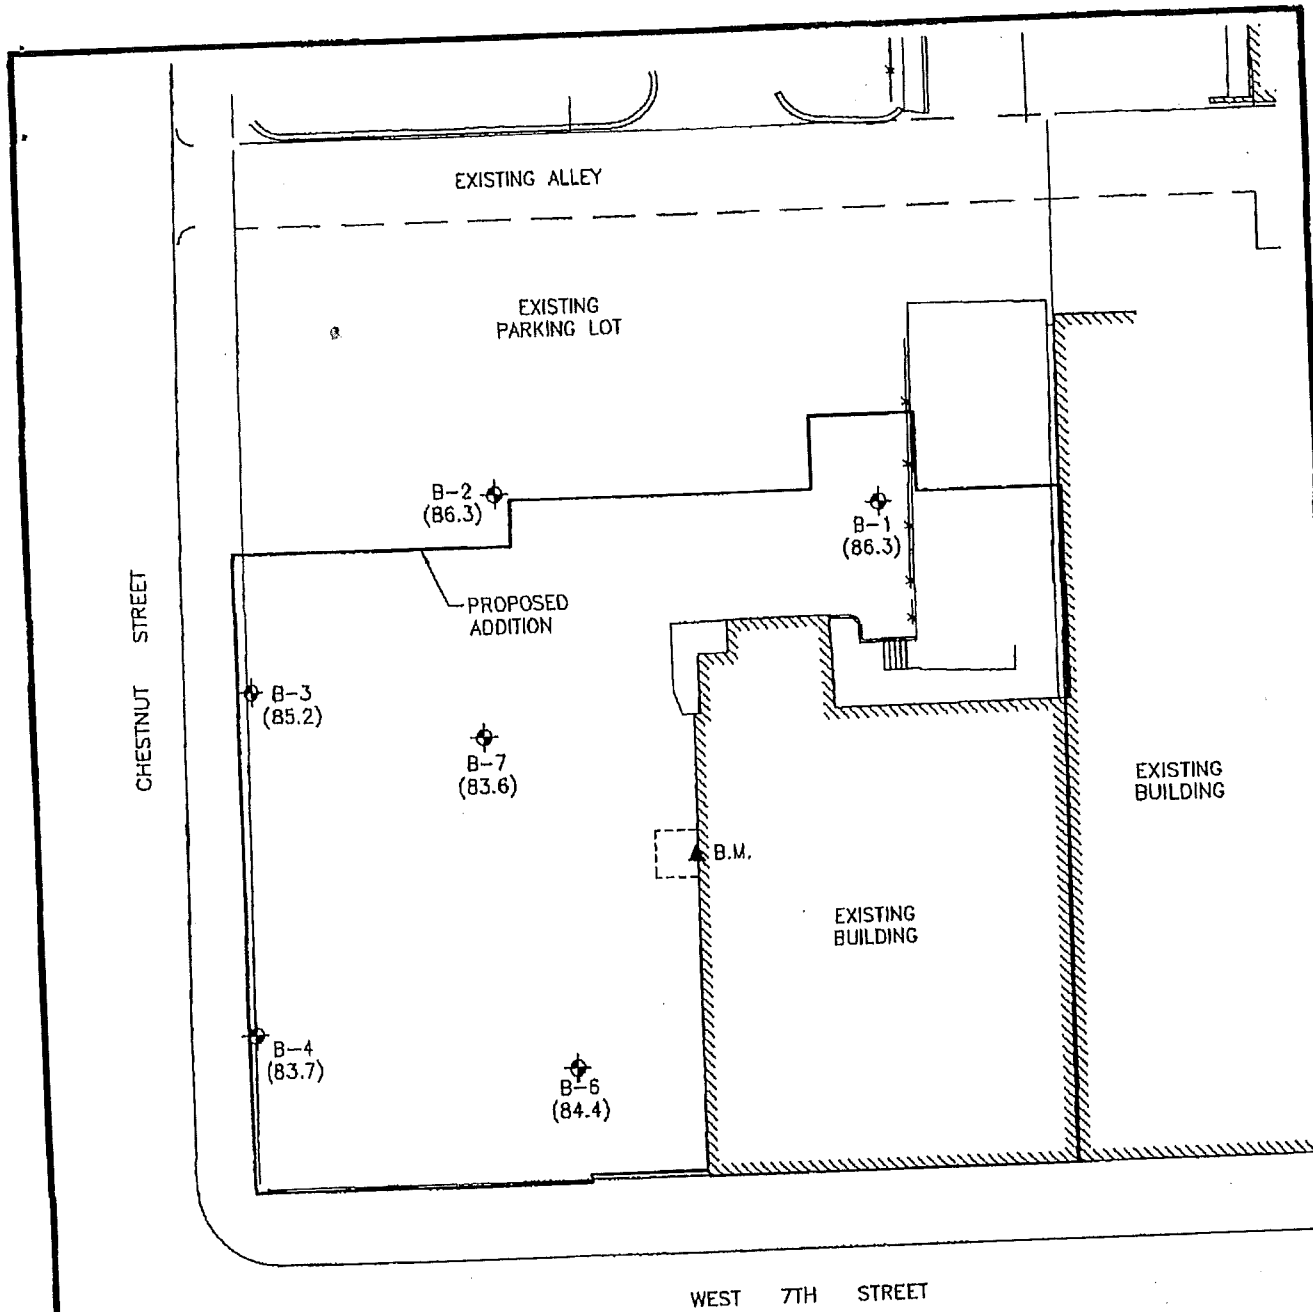 EXISTING ALLEY
EXISTING
PARKING LOT
B-2
(86.3)
B-1
(86.3)
PROPOSED
ADDITION
CHESTNUT STREET
B-3
(85.2)
B-7
(83.6)
EXISTING
BUILDING
B.M.
EXISTING
BUILDING
B-4
(83.7)
B-6
(84.4)
WEST 7TH STREET